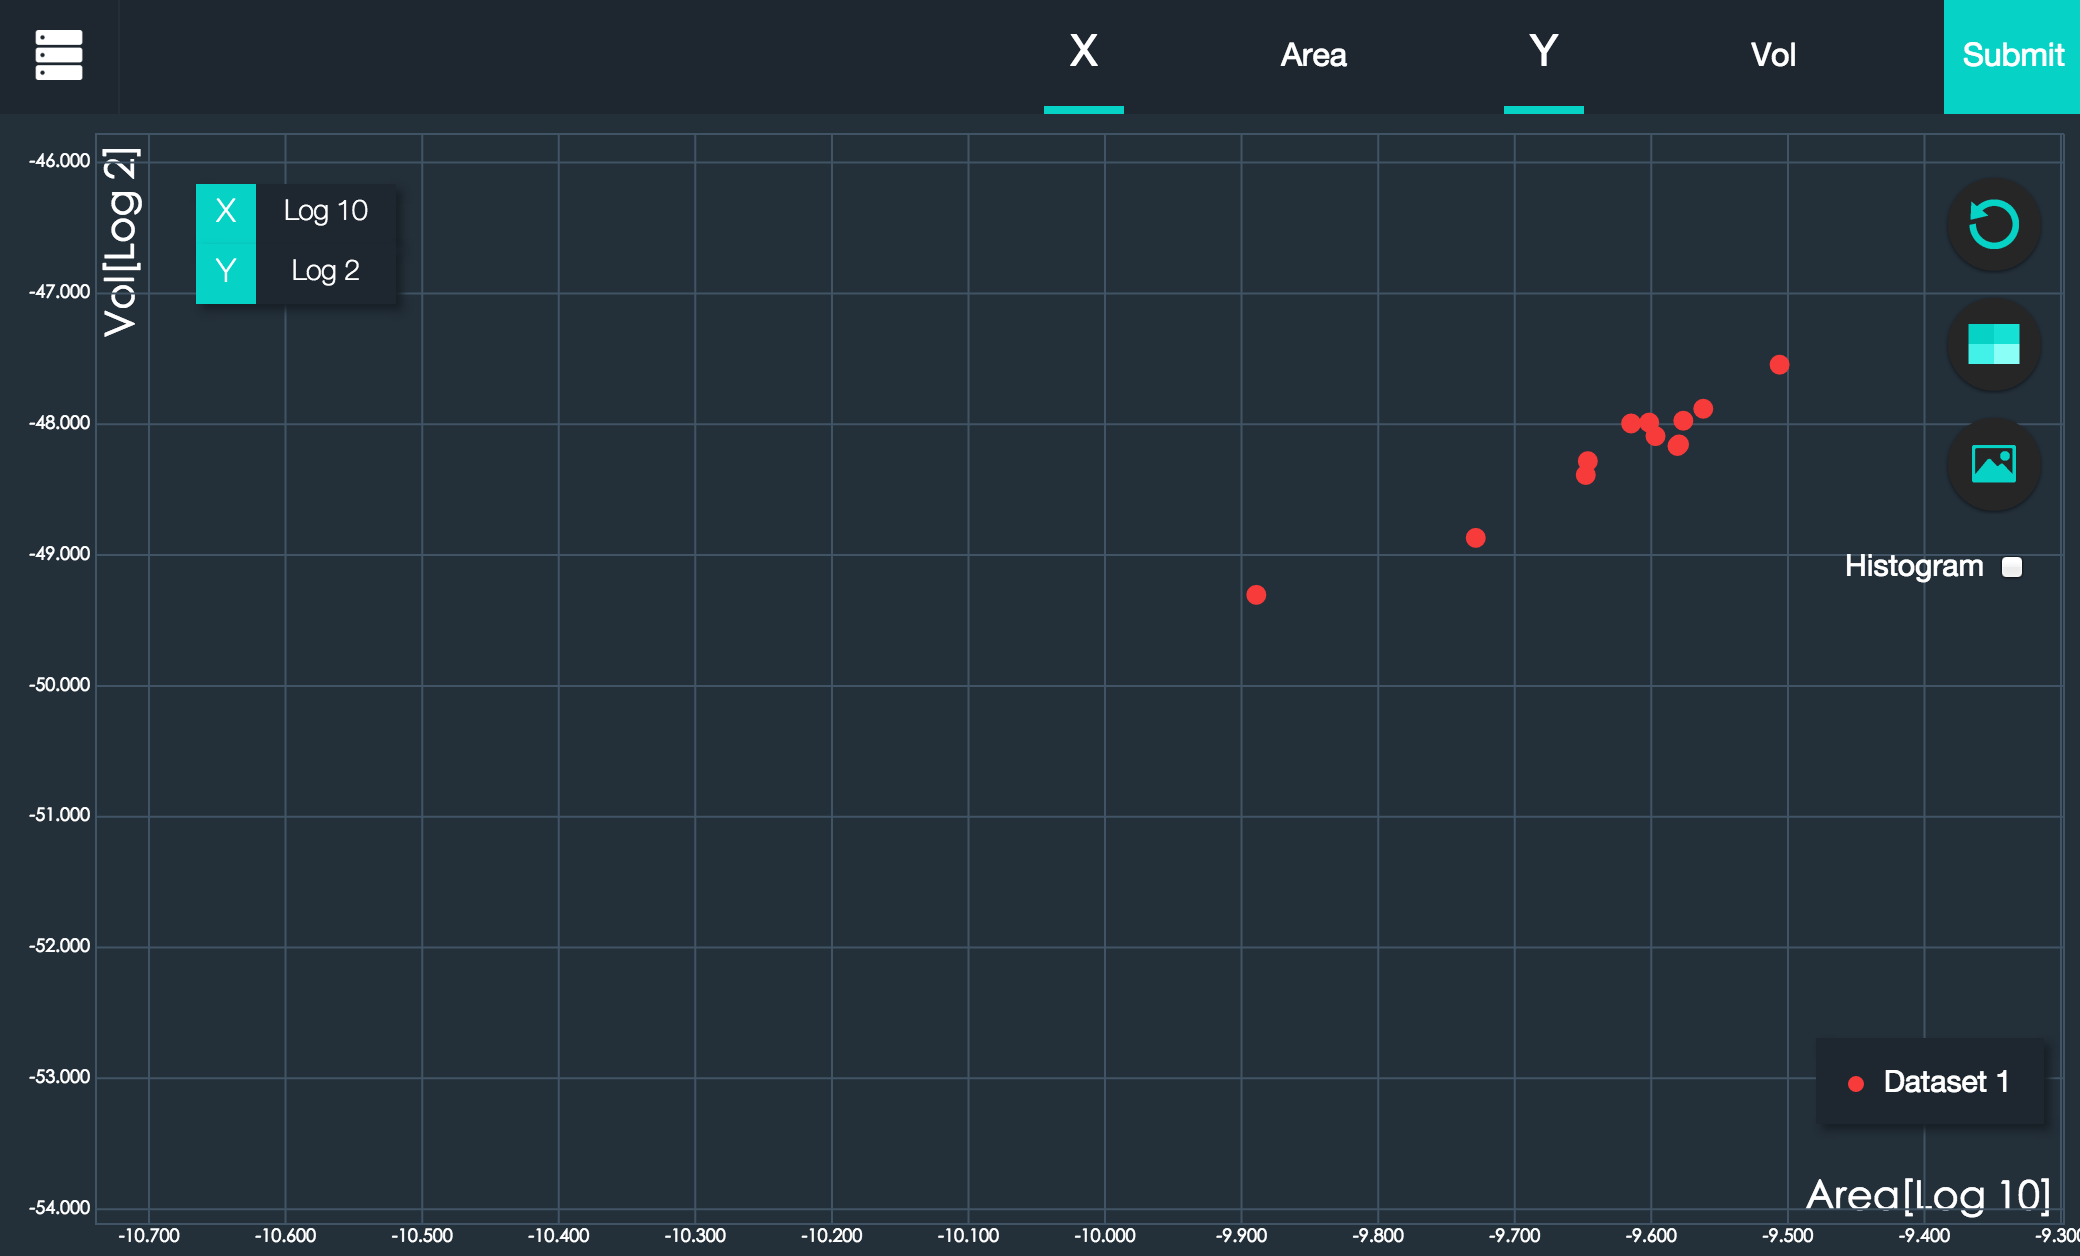 X Area Y Vol Submit
Vol[Log 2]
X Log 10
Y Log 2
-46.000
-47.000
-48.000
-49.000
-50.000
-51.000
-52.000
-53.000
-54.000
Histogram
Dataset 1
Area[Log 10]
-10.700 -10.600 -10.500 -10.400 -10.300 -10.200 -10.100 -10.000 -9.900 -9.800 -9.700 -9.600 -9.500 -9.400 -9.300